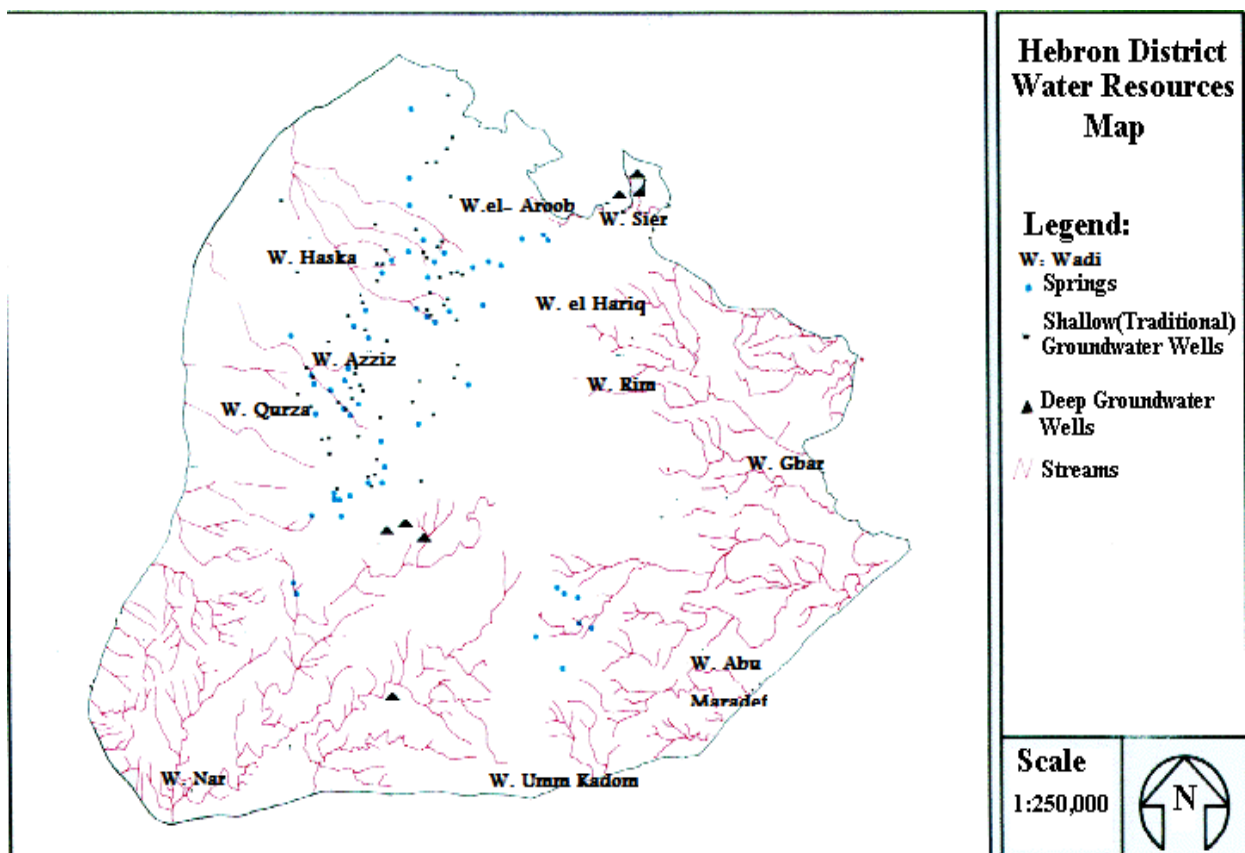 Hebron District
Water Resources
Map
Legend:
W: Wadi
Springs
Shallow(Traditional)
Groundwater Wells
Deep Groundwater
Wells
Streams
Scale
1:250,000
N
W.el- Aroob
W. Sier
W. Haska
W. el Hariq
W. Azziz
W. Rim
W. Qurza
W. Gbar
W. Abu
Maradef
W. Nar
W. Umm Kadom